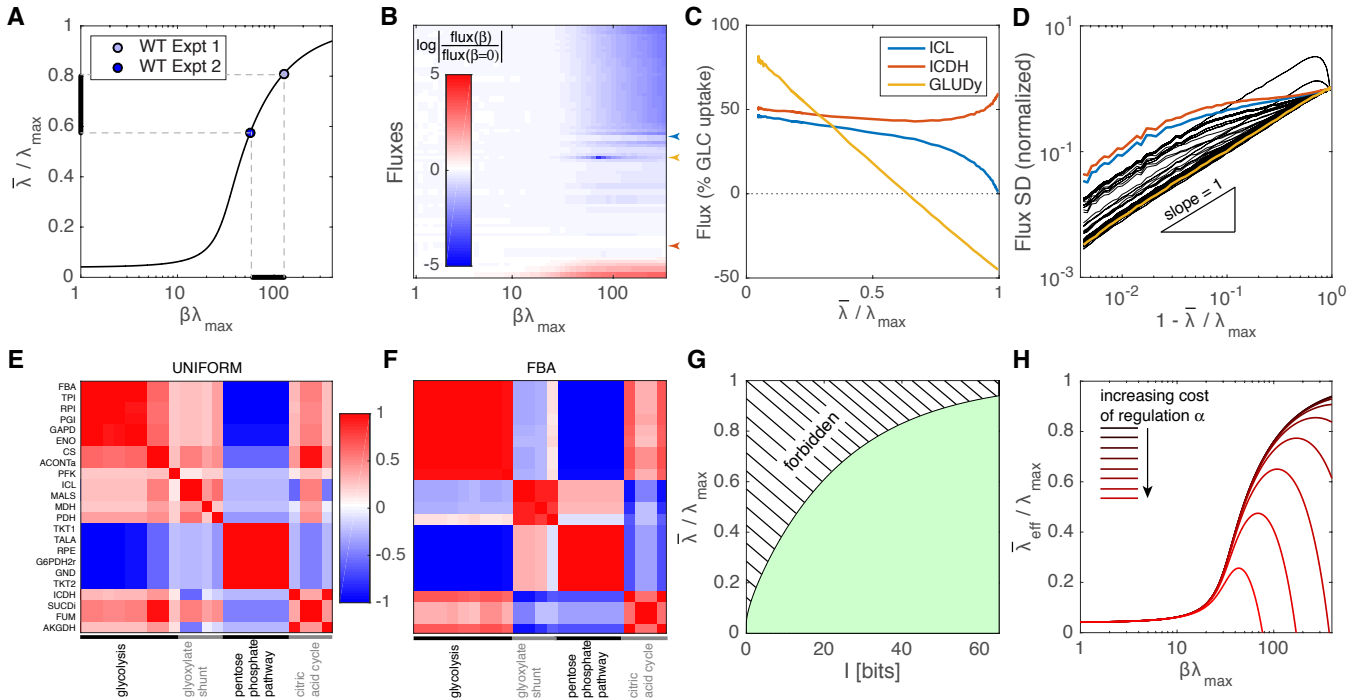 A
λ̄ / λmax
1
0.8
0.6
0.4
0.2
0
WT Expt 1
WT Expt 2
1
10
100
βλmax
B
Fluxes
log|flux(β)/flux(β=0)|
5
0
-5
1
10
100
βλmax
C
Flux (% GLC uptake)
100
50
0
-50
ICL
ICDH
GLUDy
0
0.5
1
λ̄ / λmax
D
Flux SD (normalized)
10^1
10^-1
10^-3
slope = 1
10^-2
10^-1
10^0
1 - λ̄ / λmax
E
UNIFORM
FBA
TPI
RPI
PGI
GAPD
ENO
CS
ACONTa
PFK
ICL
MALS
MDH
PDH
TKT1
TALA
RPE
G6PDH2r
GND
TKT2
ICDH
SUCDi
FUM
AKGDH
1
0.5
0
-0.5
-1
glycolysis
glyoxylate
shunt
pentose
phosphate
pathway
citric
acid cycle
F
FBA
glycolysis
glyoxylate
shunt
pentose
phosphate
pathway
citric
acid cycle
G
λ̄ / λmax
1
0.8
0.6
0.4
0.2
0
forbidden
0
20
40
60
I [bits]
H
λ̄eff / λmax
1
0.8
0.6
0.4
0.2
0
increasing cost
of regulation α
1
10
100
βλmax